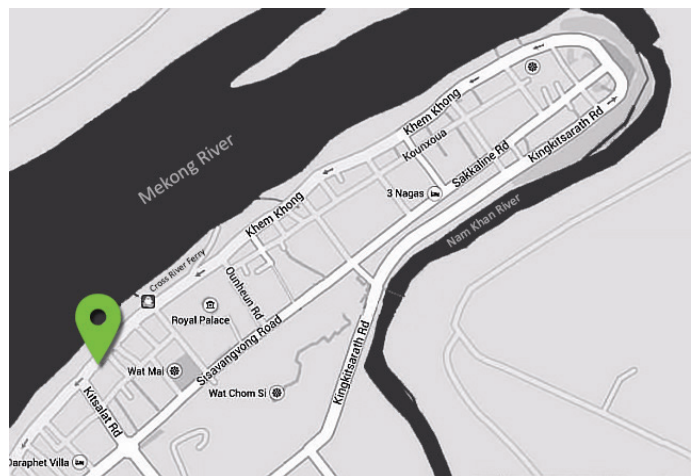 Khem Khong
Kounxoua
Sakkaline Rd
Kingkitsarath Rd
Mekong River
3 Nagas
Khem Khong
Nam Khan River
Cross River Ferry
Ounheun Rd
Royal Palace
Sisavangvong Road
Kingkitsarath Rd
Wat Mai
Wat Chom Si
Kitsalat Rd
Daraphet Villa